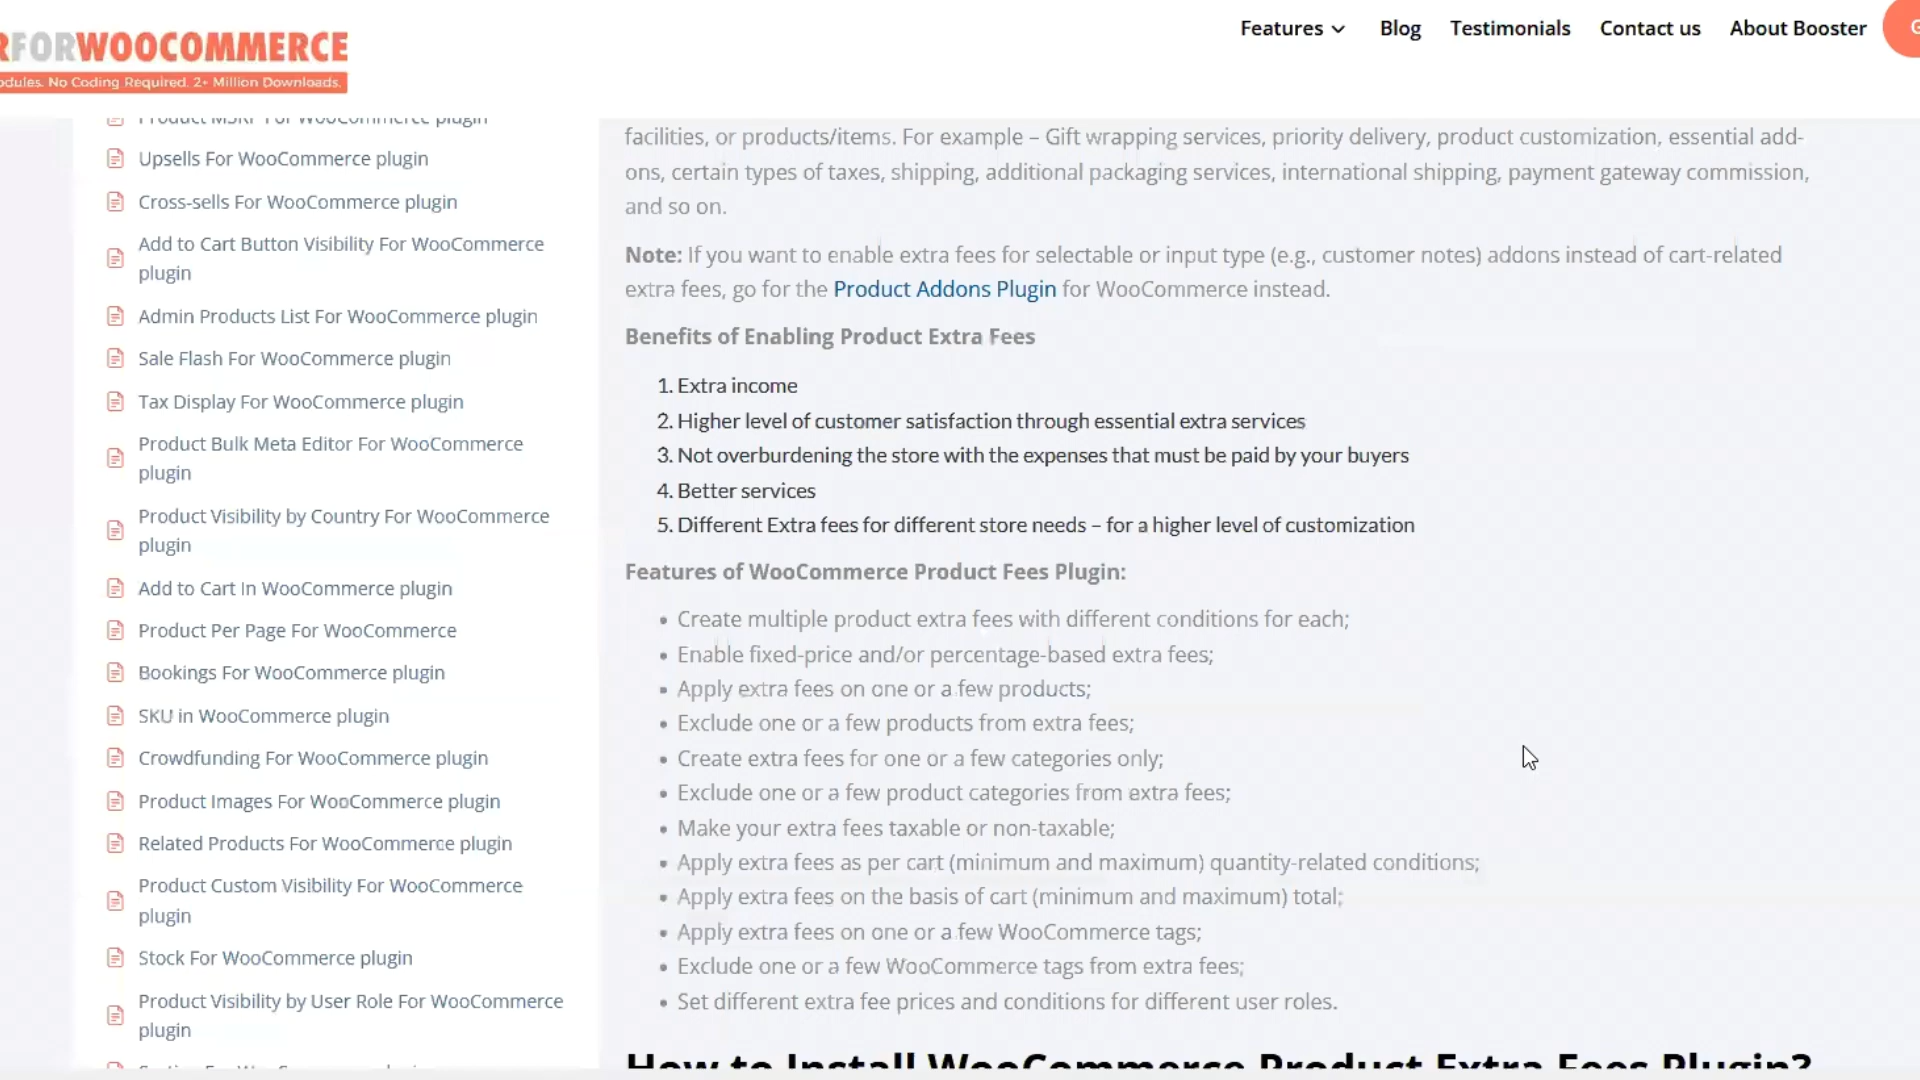 Features
Blog
Testimonials
Contact us
About Booster
FORWOOCOMMERCE
No Coding Required. 2+ Million Downloads.
Product MSRP For WooCommerce plugin
Upsells For WooCommerce plugin
Cross-sells For WooCommerce plugin
Add to Cart Button Visibility For WooCommerce
plugin
Admin Products List For WooCommerce plugin
Sale Flash For WooCommerce plugin
Tax Display For WooCommerce plugin
Product Bulk Meta Editor For WooCommerce
plugin
Product Visibility by Country For WooCommerce
plugin
Add to Cart In WooCommerce plugin
Product Per Page For WooCommerce
Bookings For WooCommerce plugin
SKU in WooCommerce plugin
Crowdfunding For WooCommerce plugin
Product Images For WooCommerce plugin
Related Products For WooCommerce plugin
Product Custom Visibility For WooCommerce
plugin
Stock For WooCommerce plugin
Product Visibility by User Role For WooCommerce
plugin
facilities, or products/items. For example – Gift wrapping services, priority delivery, product customization, essential add-
ons, certain types of taxes, shipping, additional packaging services, international shipping, payment gateway commission,
and so on.
Note: If you want to enable extra fees for selectable or input type (e.g., customer notes) addons instead of cart-related
extra fees, go for the Product Addons Plugin for WooCommerce instead.
Benefits of Enabling Product Extra Fees
1. Extra income
2. Higher level of customer satisfaction through essential extra services
3. Not overburdening the store with the expenses that must be paid by your buyers
4. Better services
5. Different Extra fees for different store needs – for a higher level of customization
Features of WooCommerce Product Fees Plugin:
• Create multiple product extra fees with different conditions for each;
• Enable fixed-price and/or percentage-based extra fees;
• Apply extra fees on one or a few products;
• Exclude one or a few products from extra fees;
• Create extra fees for one or a few categories only;
• Exclude one or a few product categories from extra fees;
• Make your extra fees taxable or non-taxable;
• Apply extra fees as per cart (minimum and maximum) quantity-related conditions;
• Apply extra fees on the basis of cart (minimum and maximum) total;
• Apply extra fees on one or a few WooCommerce tags;
• Exclude one or a few WooCommerce tags from extra fees;
• Set different extra fee prices and conditions for different user roles.
How to Install WooCommerce Product Extra Fees Plugin?